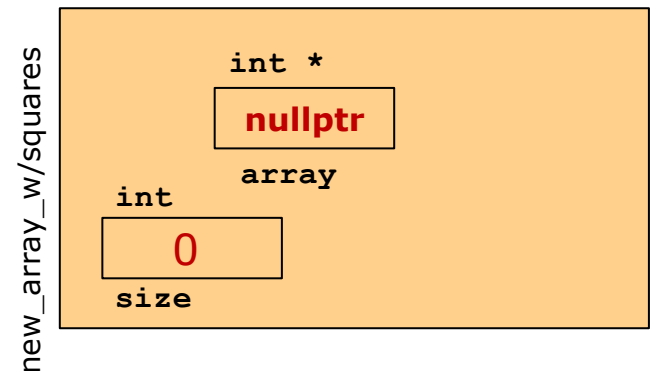 new_array_w/squares
int *
nullptr
array
int
0
size